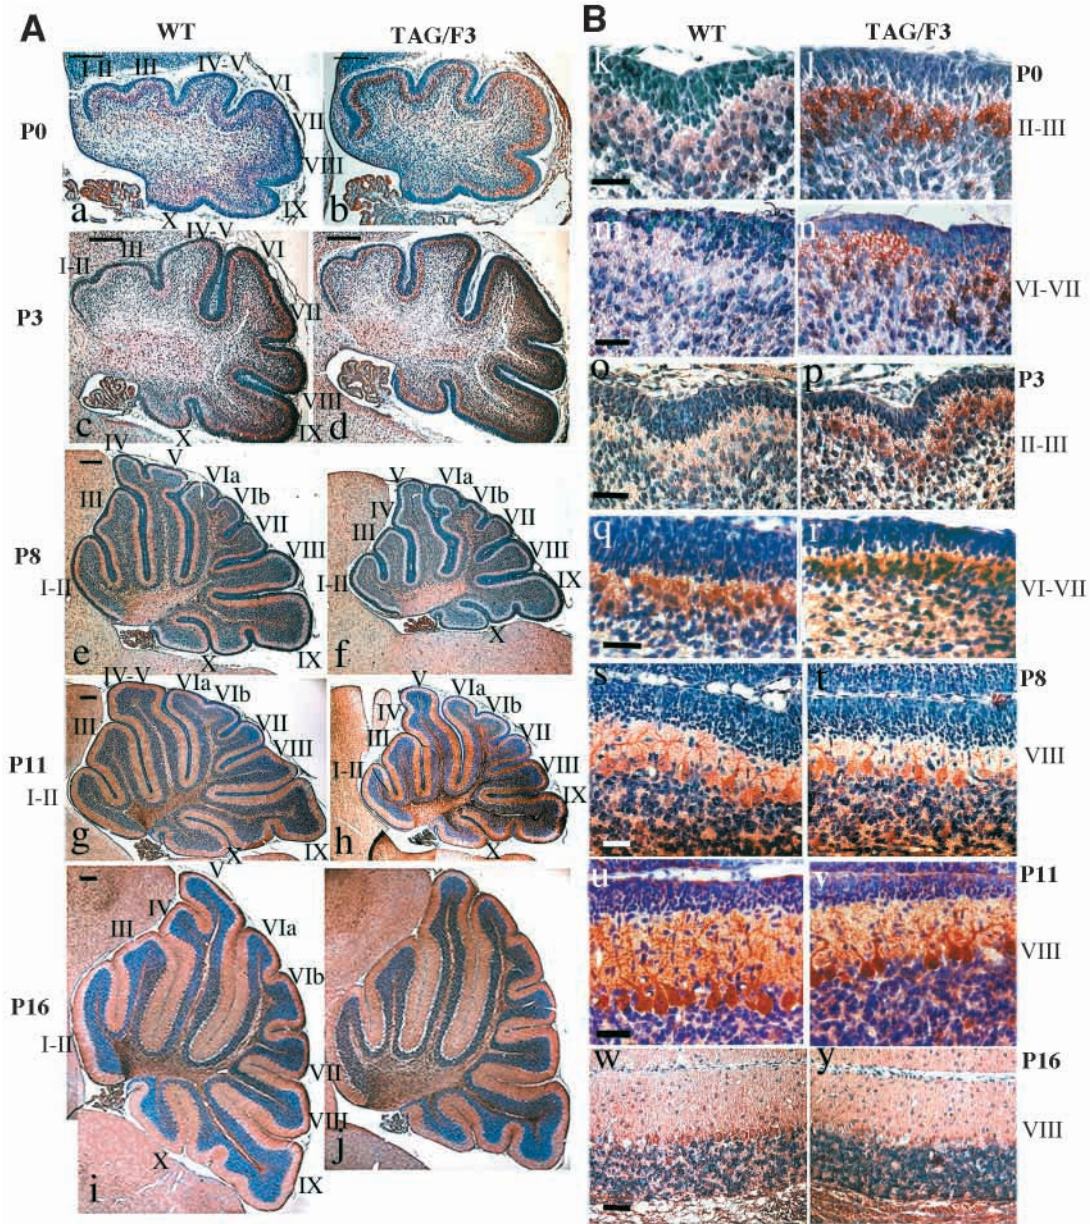 A
WT
TAG/F3
P0
I-II
III
IV-V
VI
VII
VIII
IX
X
a
b
P3
I-II
III
IV-V
VI
VII
VIII
IX
X
c
d
P8
I-II
III
IV
V
VIa
VIb
VII
VIII
IX
X
e
I-II
III
IV
V
VIa
VIb
VII
VIII
IX
X
f
P11
I-II
III
IV-V
VIa
VIb
VII
VIII
IX
X
g
I-II
III
IV
V
VIa
VIb
VII
VIII
IX
X
h
P16
I-II
III
IV
V
VIa
VIb
VII
VIII
IX
X
i
j
B
WT
TAG/F3
k
l
P0
II-III
m
n
VI-VII
o
p
P3
II-III
q
r
VI-VII
s
t
P8
VIII
u
v
P11
VIII
w
y
P16
VIII